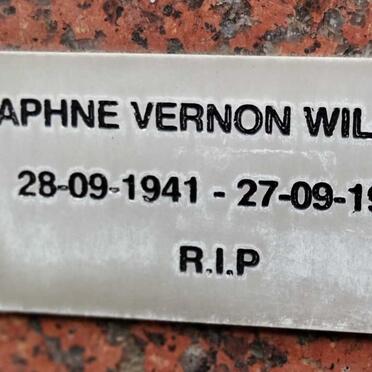 APHNE VERNON WIL
28-09-1941 - 27-09-19
R.I.P